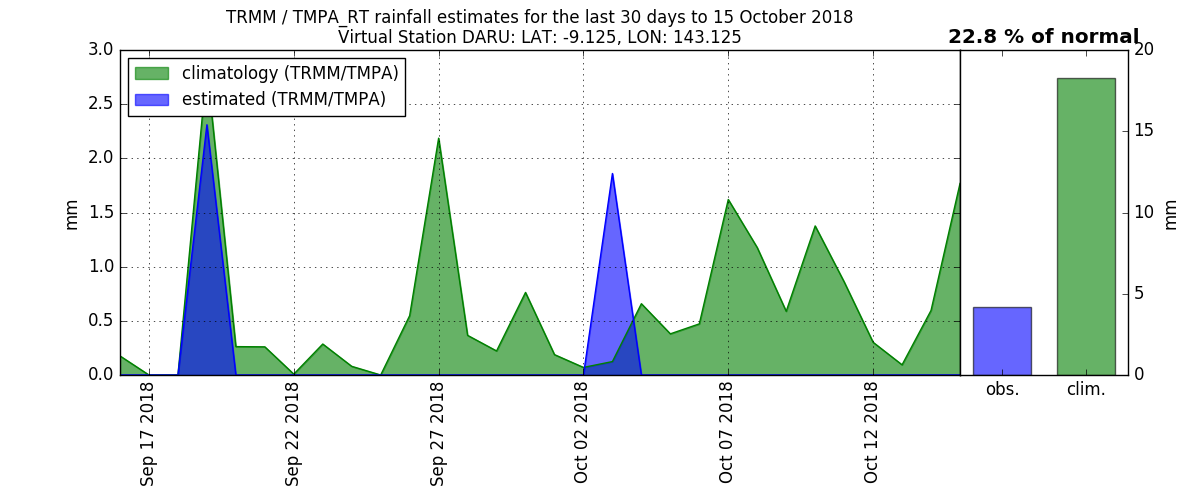 TRMM / TMPA_RT rainfall estimates for the last 30 days to 15 October 2018
Virtual Station DARU: LAT: -9.125, LON: 143.125
22.8 % of normal
climatology (TRMM/TMPA)
estimated (TRMM/TMPA)
3.0
2.5
2.0
1.5
1.0
0.5
0.0
mm
Sep 17 2018
Sep 22 2018
Sep 27 2018
Oct 02 2018
Oct 07 2018
Oct 12 2018
obs.
clim.
20
15
10
5
0
mm